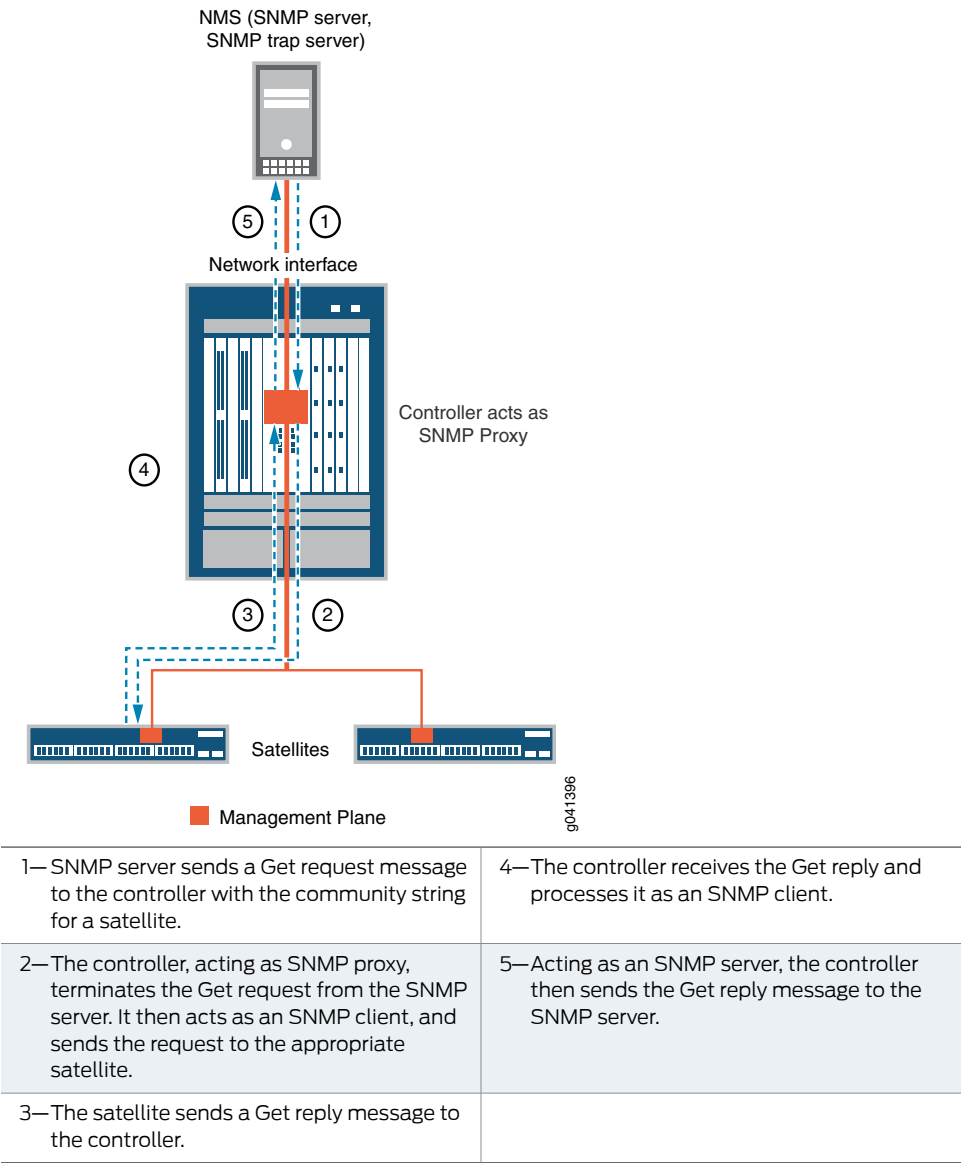 NMS (SNMP server,
SNMP trap server)
5
1
Network interface
Controller acts as
SNMP Proxy
4
3
2
Satellites
g041396
Management Plane
1—SNMP server sends a Get request message
to the controller with the community string
for a satellite.
4—The controller receives the Get reply and
processes it as an SNMP client.
2—The controller, acting as SNMP proxy,
terminates the Get request from the SNMP
server. It then acts as an SNMP client, and
sends the request to the appropriate
satellite.
5—Acting as an SNMP server, the controller
then sends the Get reply message to the
SNMP server.
3—The satellite sends a Get reply message to
the controller.